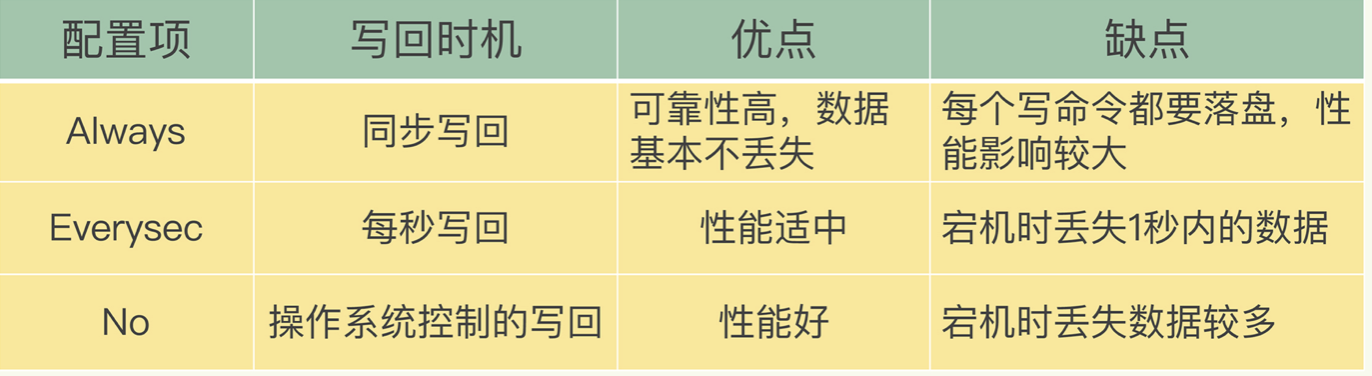 配置项 写回时机 优点 缺点
Always 同步写回 可靠性高，数据基本不丢失 每个写命令都要落盘，性能影响较大
Everysec 每秒写回 性能适中 宕机时丢失1秒内的数据
No 操作系统控制的写回 性能好 宕机时丢失数据较多